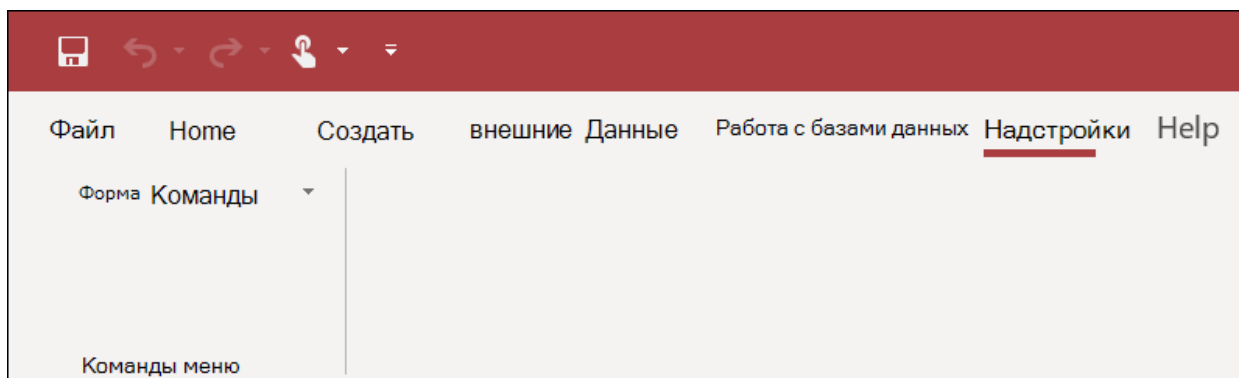 Файл Home Создать внешние Данные Работа с базами данных Надстройки Help
Форма Команды
Команды меню